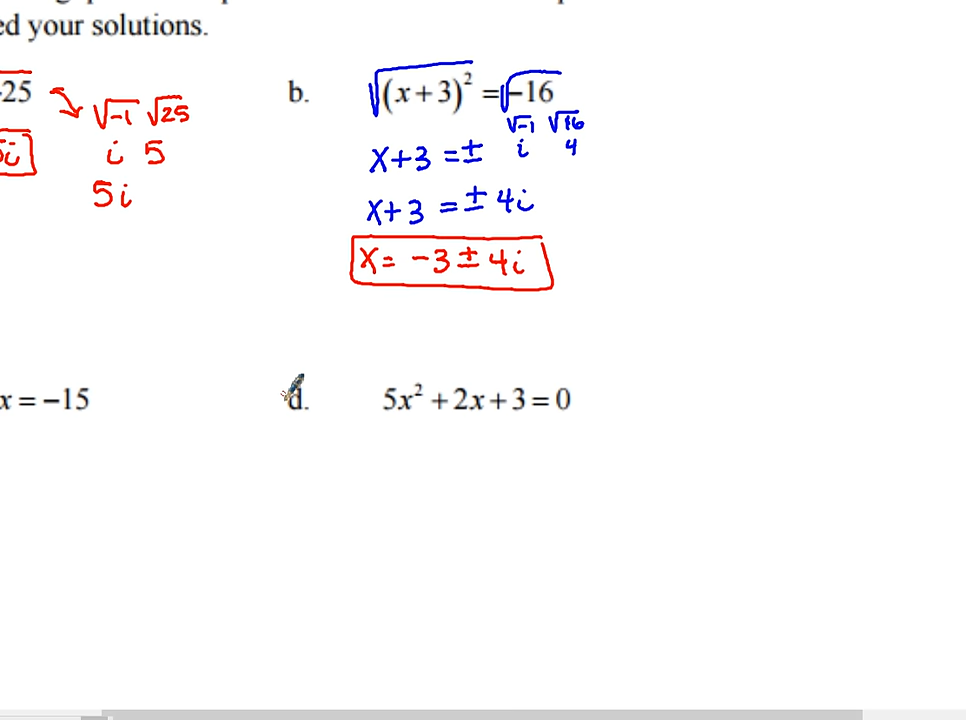 ed your solutions.
25
√-1 √25
i 5
5i
5i
b. √(x+3)² = √-16
√-1 √16
x+3 = ± i 4
x+3 = ± 4i
x = -3 ± 4i
x = −15
d. 5x² + 2x + 3 = 0